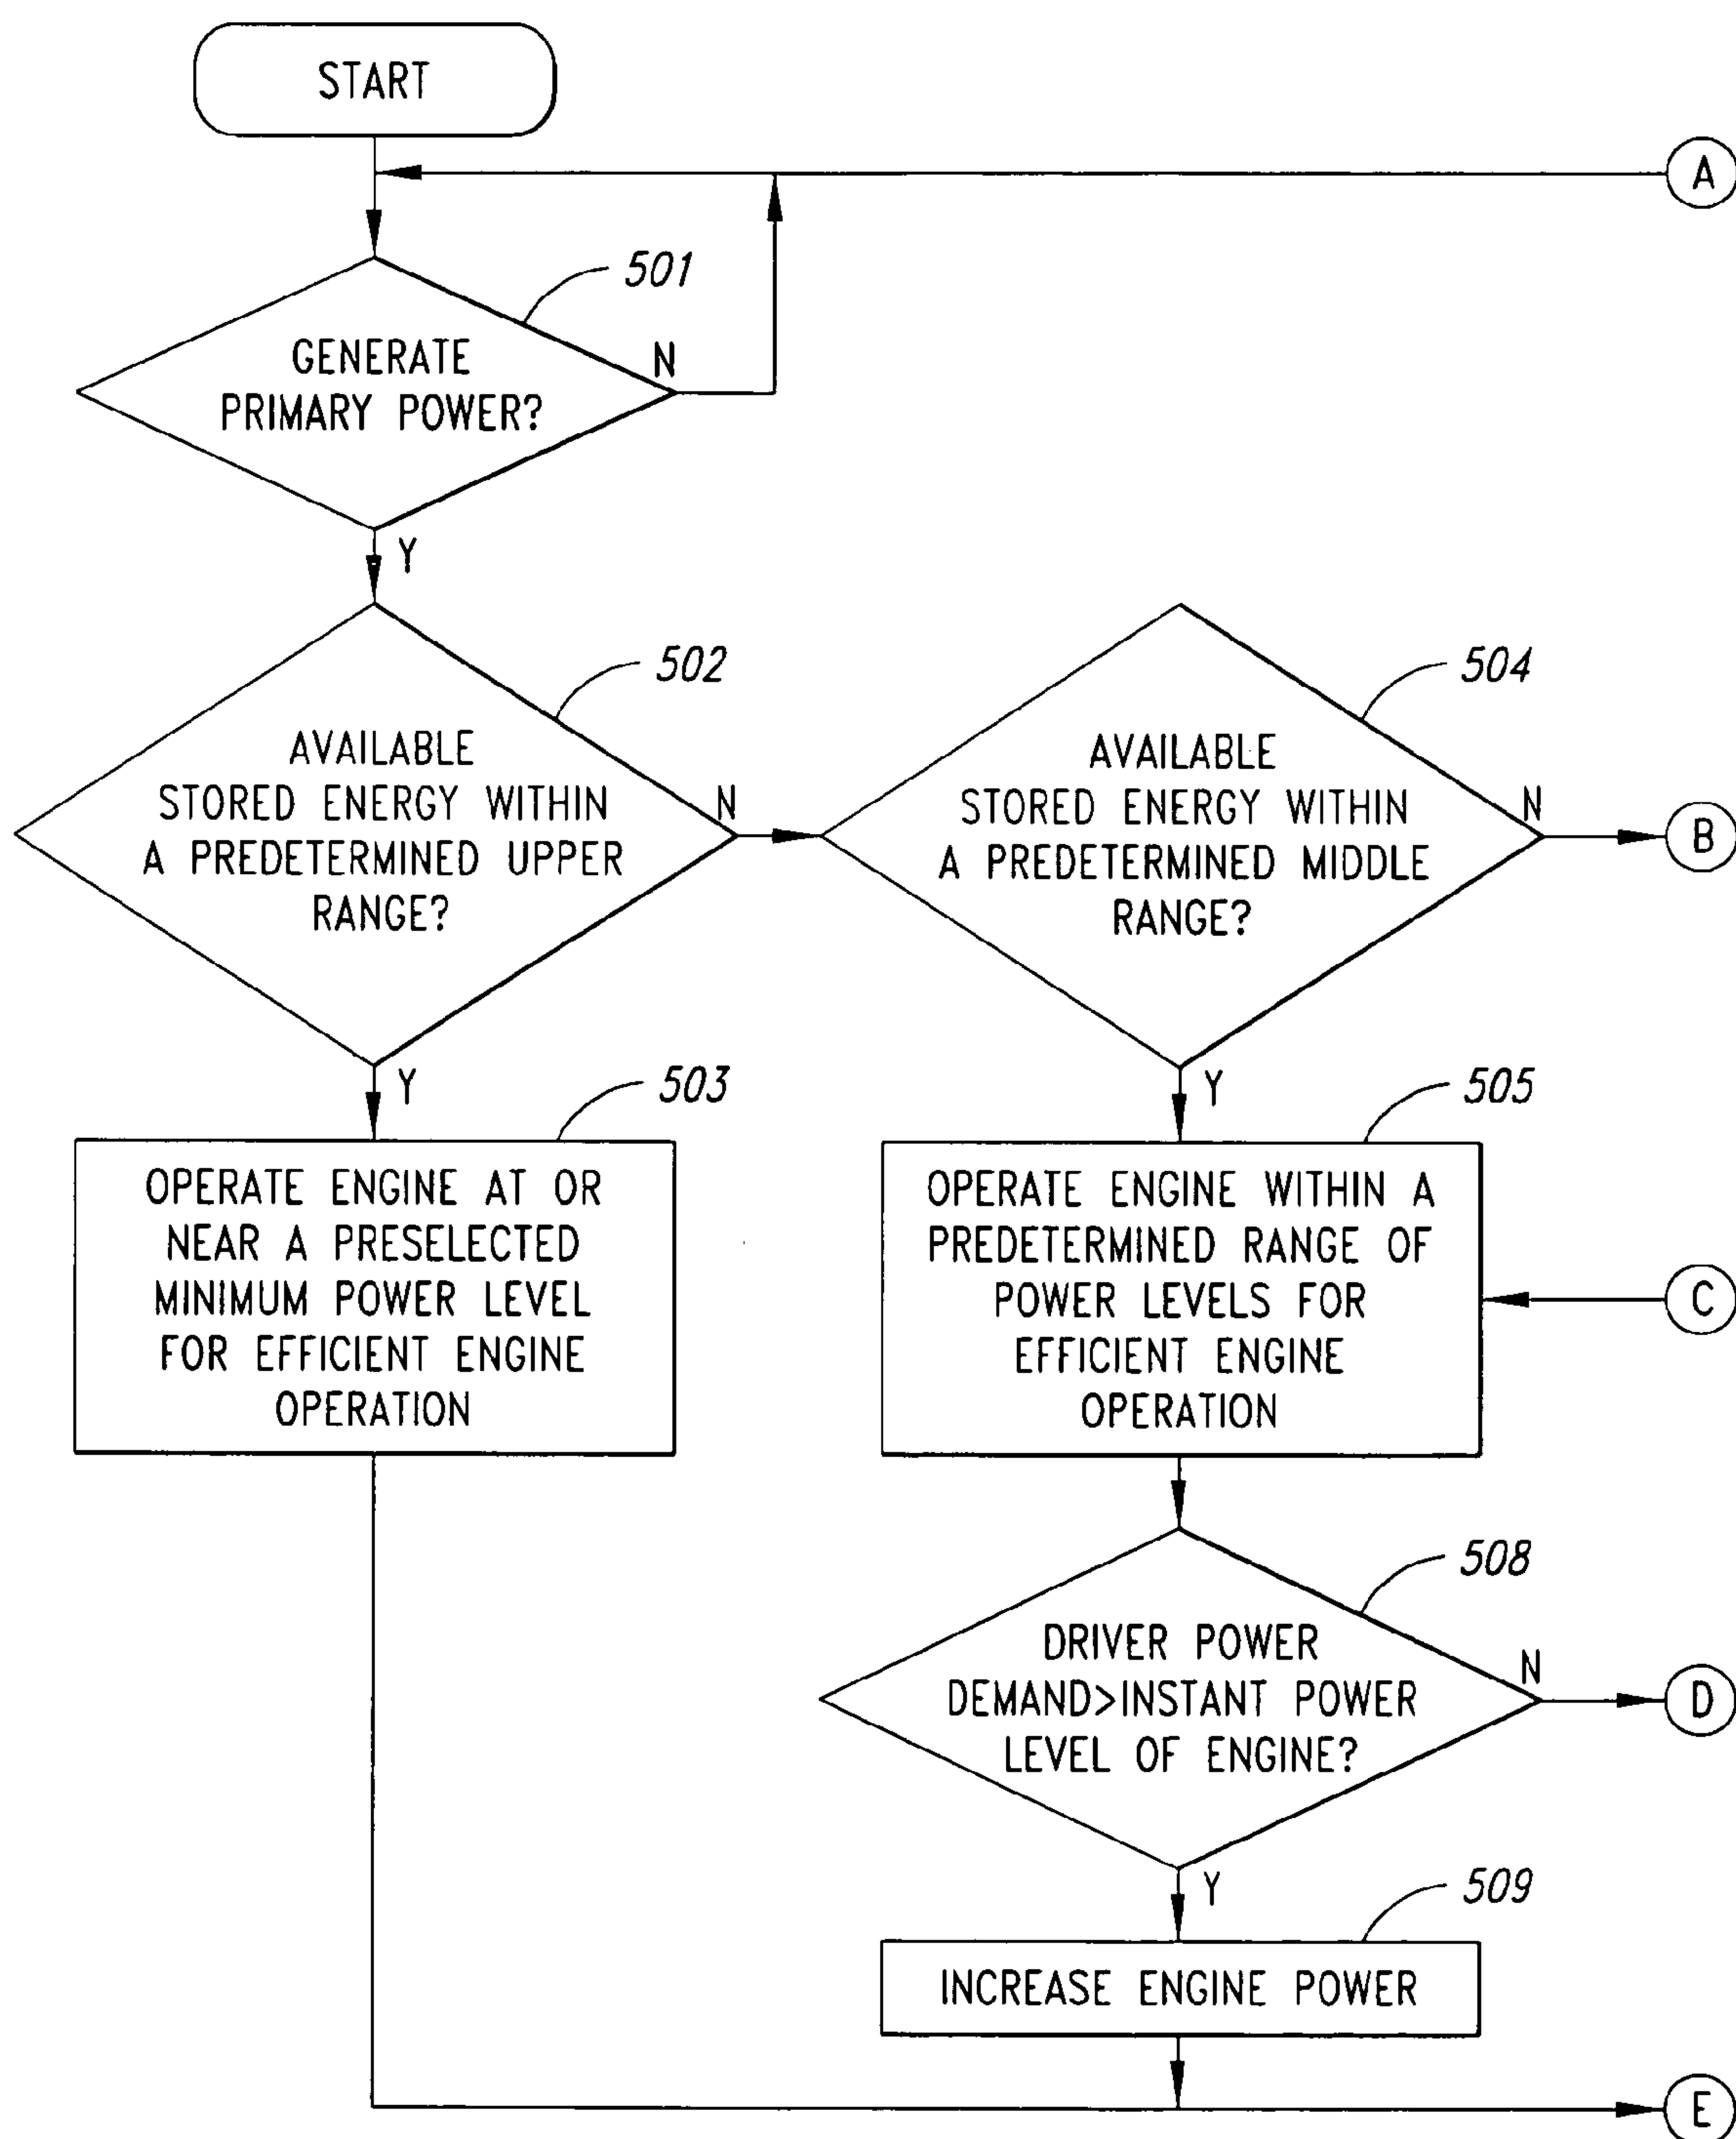 START
A
501
GENERATE
PRIMARY POWER?
N
Y
502
AVAILABLE
STORED ENERGY WITHIN
A PREDETERMINED UPPER
RANGE?
N
Y
504
AVAILABLE
STORED ENERGY WITHIN
A PREDETERMINED MIDDLE
RANGE?
N
B
Y
503
OPERATE ENGINE AT OR
NEAR A PRESELECTED
MINIMUM POWER LEVEL
FOR EFFICIENT ENGINE
OPERATION
505
OPERATE ENGINE WITHIN A
PREDETERMINED RANGE OF
POWER LEVELS FOR
EFFICIENT ENGINE
OPERATION
C
508
DRIVER POWER
DEMAND>INSTANT POWER
LEVEL OF ENGINE?
N
D
Y
509
INCREASE ENGINE POWER
E